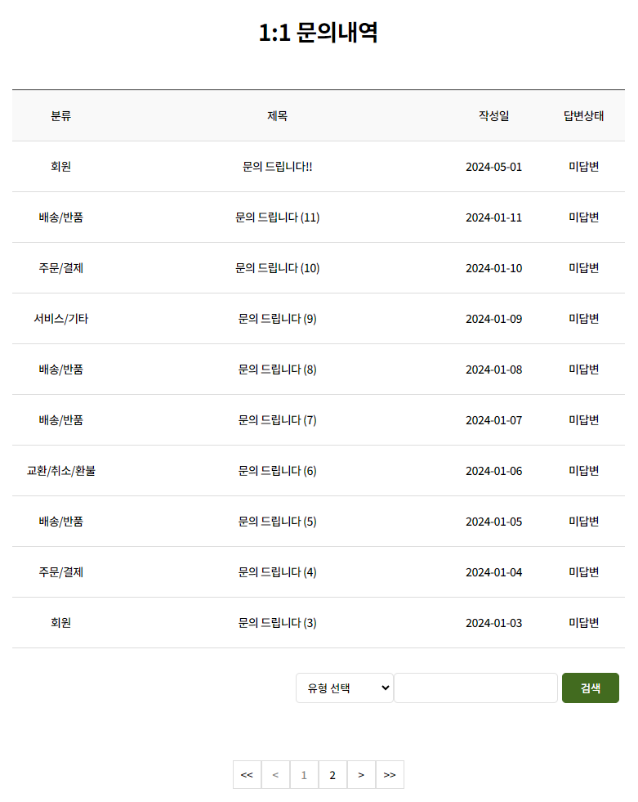 1:1 문의내역
분류 제목 작성일 답변상태
회원 문의 드립니다!! 2024-05-01 미답변
배송/반품 문의 드립니다 (11) 2024-01-11 미답변
주문/결제 문의 드립니다 (10) 2024-01-10 미답변
서비스/기타 문의 드립니다 (9) 2024-01-09 미답변
배송/반품 문의 드립니다 (8) 2024-01-08 미답변
배송/반품 문의 드립니다 (7) 2024-01-07 미답변
교환/취소/환불 문의 드립니다 (6) 2024-01-06 미답변
배송/반품 문의 드립니다 (5) 2024-01-05 미답변
주문/결제 문의 드립니다 (4) 2024-01-04 미답변
회원 문의 드립니다 (3) 2024-01-03 미답변
유형 선택 검색
<< < 1 2 > >>